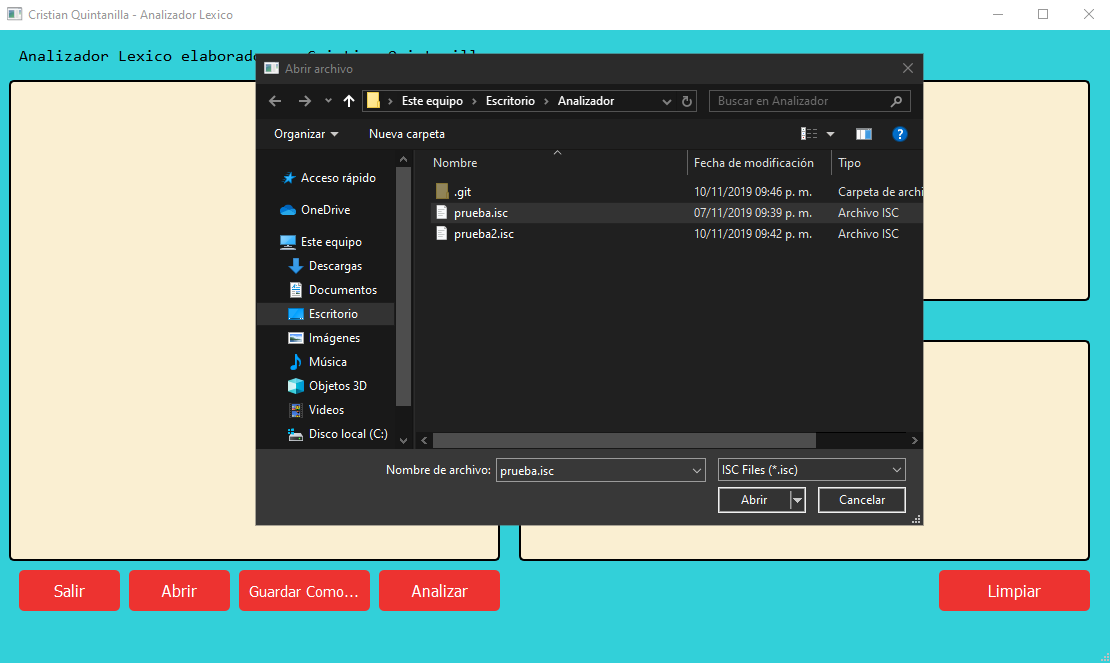 Cristian Quintanilla - Analizador Lexico
Analizador Lexico
Abrir archivo
Este equipo Escritorio Analizador
Buscar en Analizador
Organizar Nueva carpeta
Nombre Fecha de modificación Tipo
.git 10/11/2019 09:46 p. m. Carpeta de archi
prueba.isc 07/11/2019 09:39 p. m. Archivo ISC
prueba2.isc 10/11/2019 09:42 p. m. Archivo ISC
Acceso rápido
OneDrive
Este equipo
Descargas
Documentos
Escritorio
Imágenes
Música
Objetos 3D
Videos
Disco local (C:)
Nombre de archivo: prueba.isc ISC Files (*.isc)
Abrir Cancelar
Salir Abrir Guardar Como... Analizar Limpiar